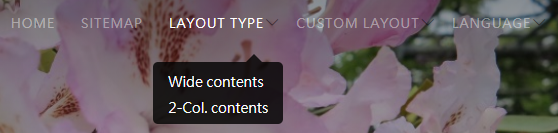 HOME SITEMAP LAYOUT TYPE CUSTOM LAYOUT LANGUAGE
Wide contents
2-Col. contents